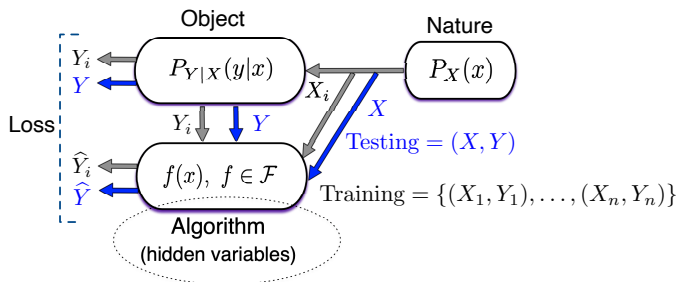 Object
Nature
Y_i
P_{Y|X}(y|x)
P_X(x)
Y
X_i
X
Loss
Y_i
Y
Testing = (X, Y)
Ŷ_i
f(x), f ∈ ℱ
Training = {(X_1, Y_1), . . . , (X_n, Y_n)}
Ŷ
Algorithm
(hidden variables)